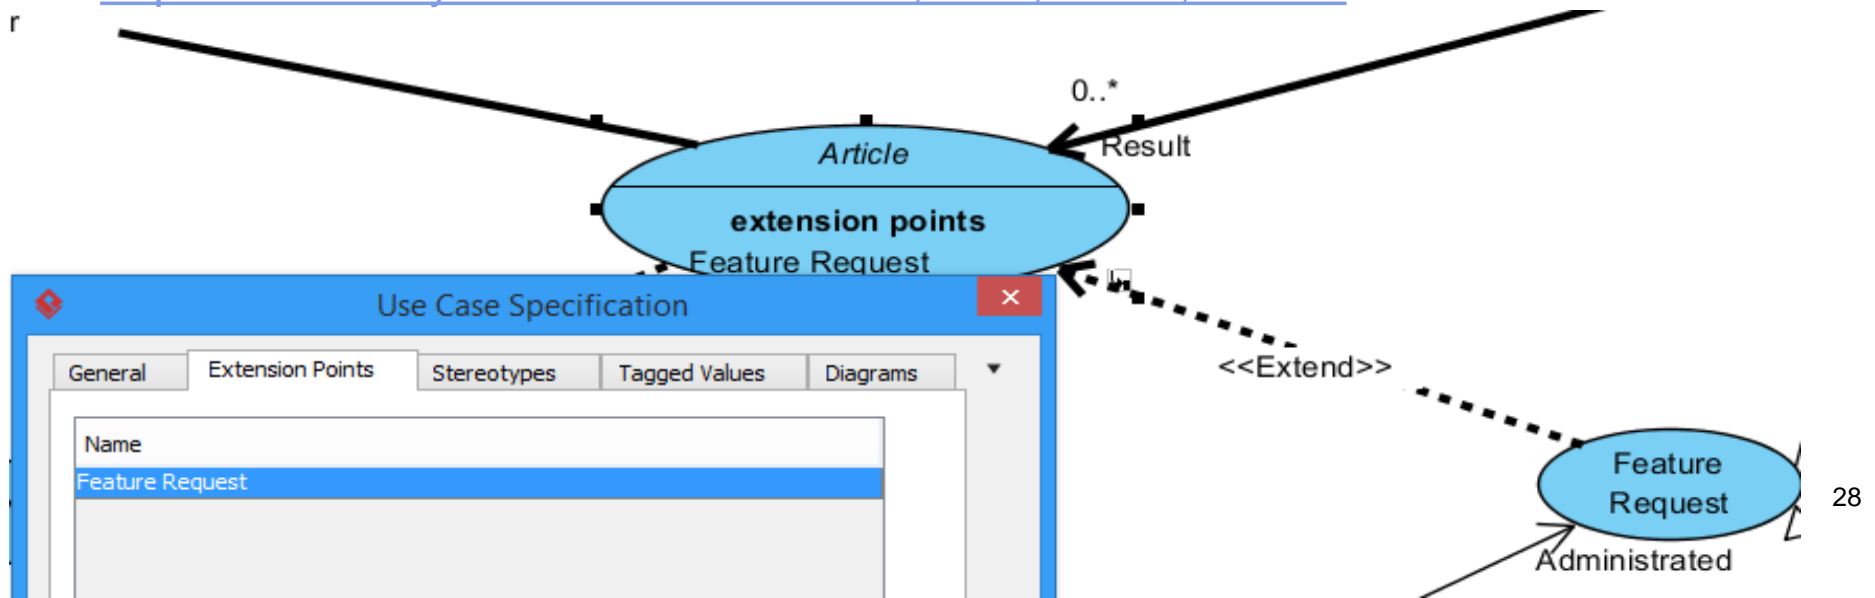 r
0..*
Result
Article
extension points
Feature Request
Use Case Specification
General
Extension Points
Stereotypes
Tagged Values
Diagrams
Name
Feature Request
<<Extend>>
Feature
Request
28
Administrated